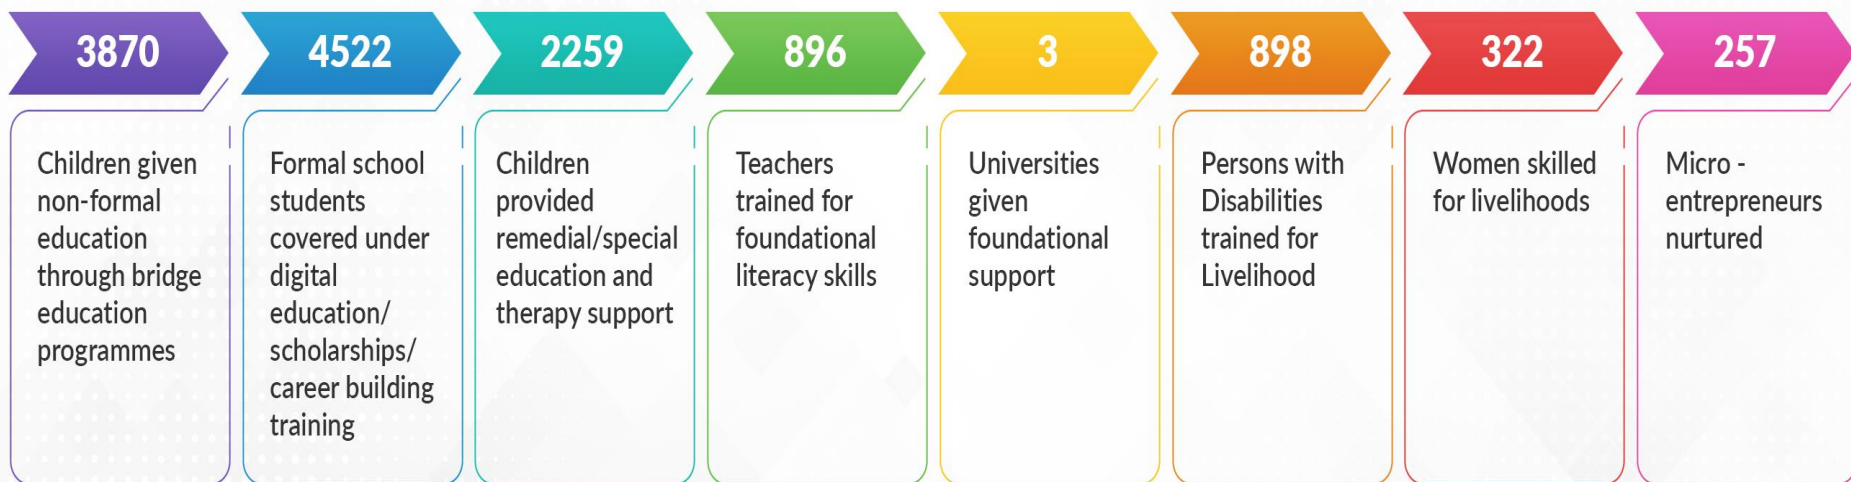 3870
Children given
non-formal
education
through bridge
education
programmes
4522
Formal school
students
covered under
digital
education/
scholarships/
career building
training
2259
Children
provided
remedial/special
education and
therapy support
896
Teachers
trained for
foundational
literacy skills
3
Universities
given
foundational
support
898
Persons with
Disabilities
trained for
Livelihood
322
Women skilled
for livelihoods
257
Micro -
entrepreneurs
nurtured